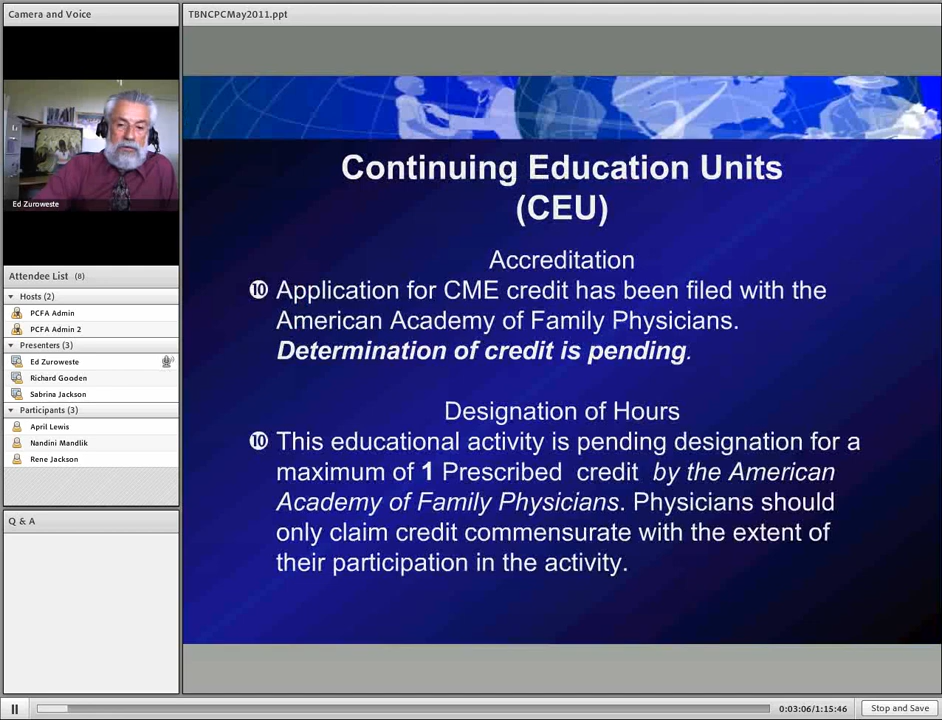 Camera and Voice
Ed Zuroweste
Attendee List (8)
Hosts (2)
PCFA Admin
PCFA Admin 2
Presenters (3)
Ed Zuroweste
Richard Gooden
Sabrina Jackson
Participants (3)
April Lewis
Nandini Mandlik
Rene Jackson
Q & A
TBNCPCMay2011.ppt
Continuing Education Units
(CEU)
Accreditation
❿ Application for CME credit has been filed with the
American Academy of Family Physicians.
Determination of credit is pending.
Designation of Hours
❿ This educational activity is pending designation for a
maximum of 1 Prescribed credit by the American
Academy of Family Physicians. Physicians should
only claim credit commensurate with the extent of
their participation in the activity.
0:03:06/1:15:46
Stop and Save